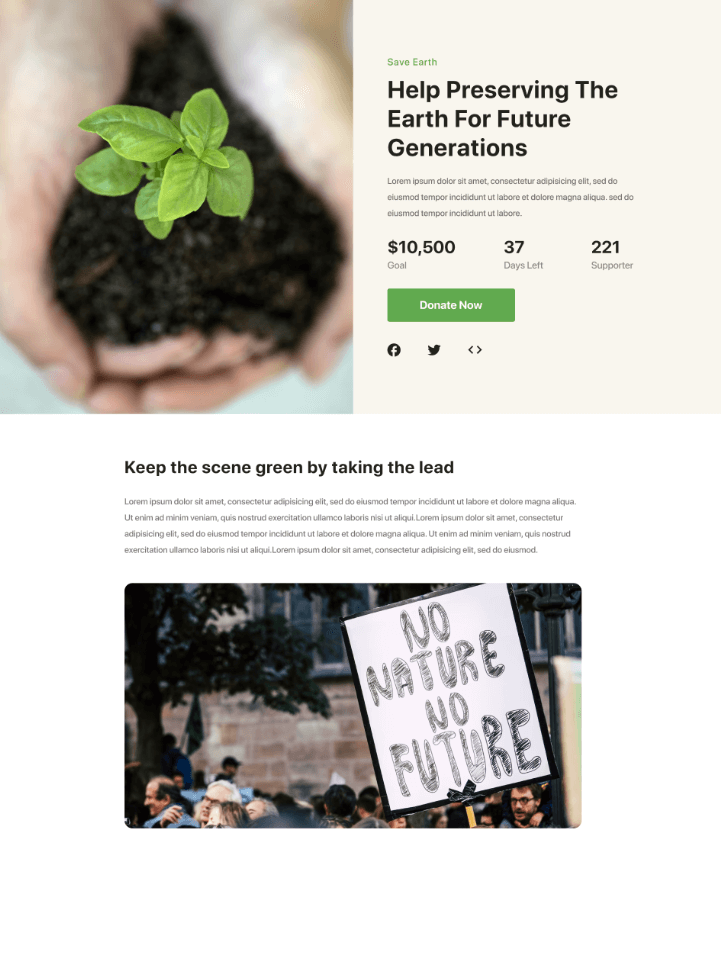 Save Earth
Help Preserving The
Earth For Future
Generations
Lorem ipsum dolor sit amet, consectetur adipisicing elit, sed do
eiusmod tempor incididunt ut labore et dolore magna aliqua. sed do
eiusmod tempor incididunt ut labore.
$10,500 37 221
Goal Days Left Supporter
Donate Now
Keep the scene green by taking the lead
Lorem ipsum dolor sit amet, consectetur adipisicing elit, sed do eiusmod tempor incididunt ut labore et dolore magna aliqua.
Ut enim ad minim veniam, quis nostrud exercitation ullamco laboris nisi ut aliqui.Lorem ipsum dolor sit amet, consectetur
adipisicing elit, sed do eiusmod tempor incididunt ut labore et dolore magna aliqua. Ut enim ad minim veniam, quis nostrud
exercitation ullamco laboris nisi ut aliqui.Lorem ipsum dolor sit amet, consectetur adipisicing elit, sed do eiusmod.
NO
NATURE
NO
FUTURE